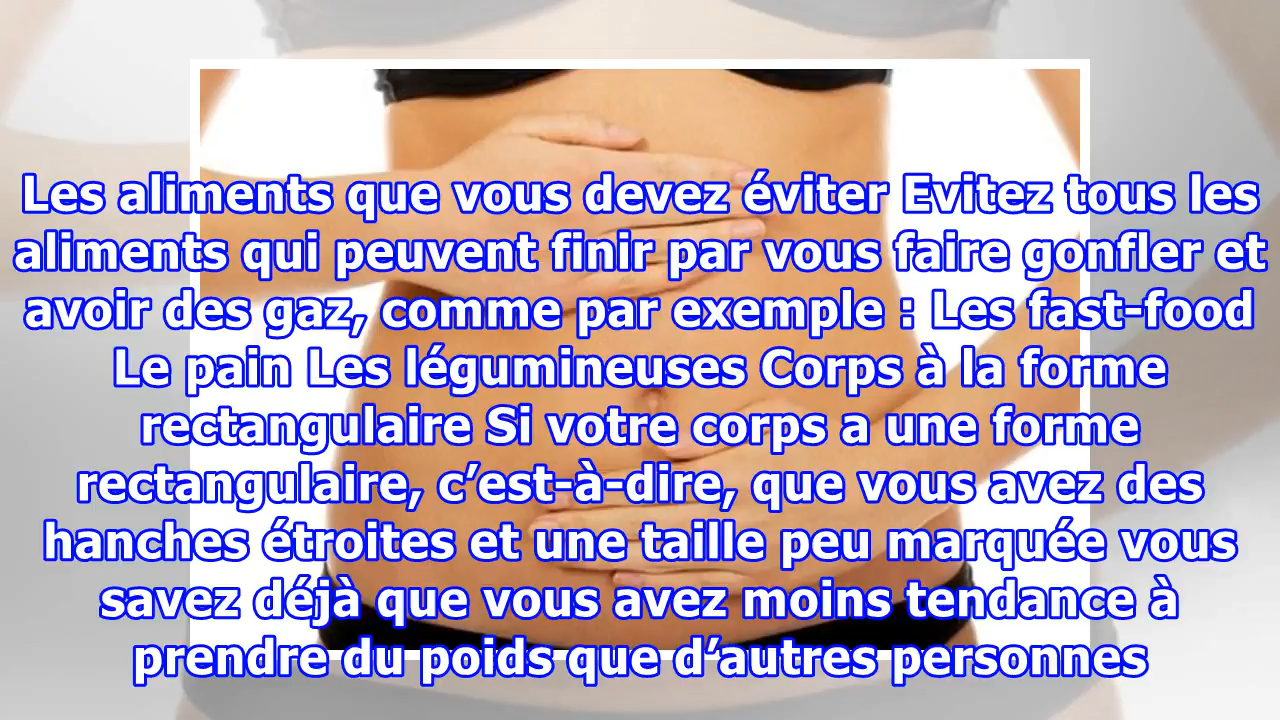 Les aliments que vous devez éviter Evitez tous les
aliments qui peuvent finir par vous faire gonfler et
avoir des gaz, comme par exemple : Les fast-food
Le pain Les légumineuses Corps à la forme
rectangulaire Si votre corps a une forme
rectangulaire, c’est-à-dire, que vous avez des
hanches étroites et une taille peu marquée vous
savez déjà que vous avez moins tendance à
prendre du poids que d’autres personnes